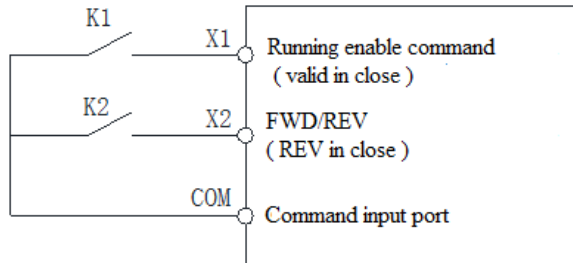 K1
X1
Running enable command
( valid in close )
K2
X2
FWD/REV
( REV in close )
COM
Command input port